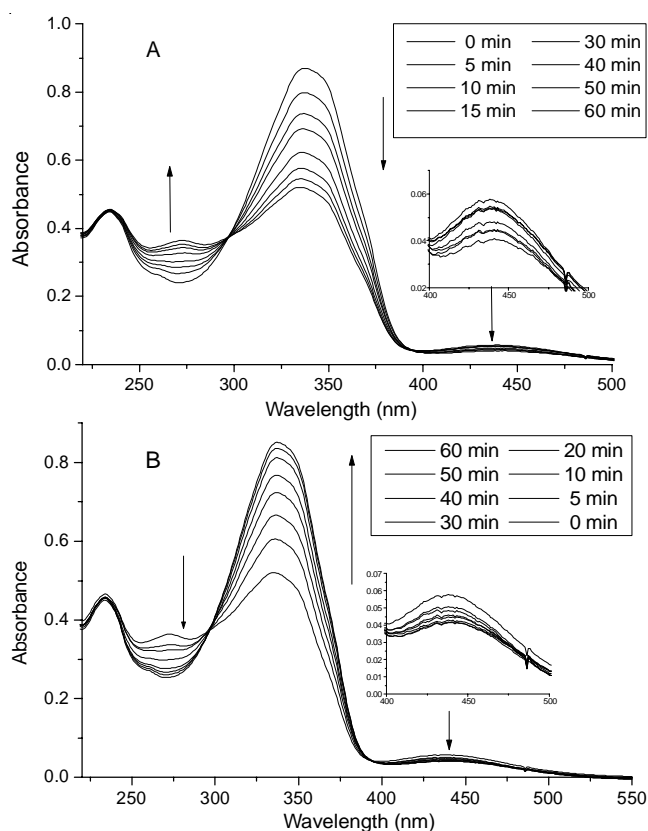 A
1.0
0.8
0.6
0.4
0.2
0.0
Absorbance
250 300 350 400 450 500
Wavelength (nm)
0 min 30 min
5 min 40 min
10 min 50 min
15 min 60 min
0.06
0.04
0.02
400 450 500
B
0.8
0.6
0.4
0.2
0.0
Absorbance
250 300 350 400 450 500 550
Wavelength (nm)
60 min 20 min
50 min 10 min
40 min 5 min
30 min 0 min
0.07
0.06
0.05
0.04
0.03
0.02
0.01
0.00
400 450 500